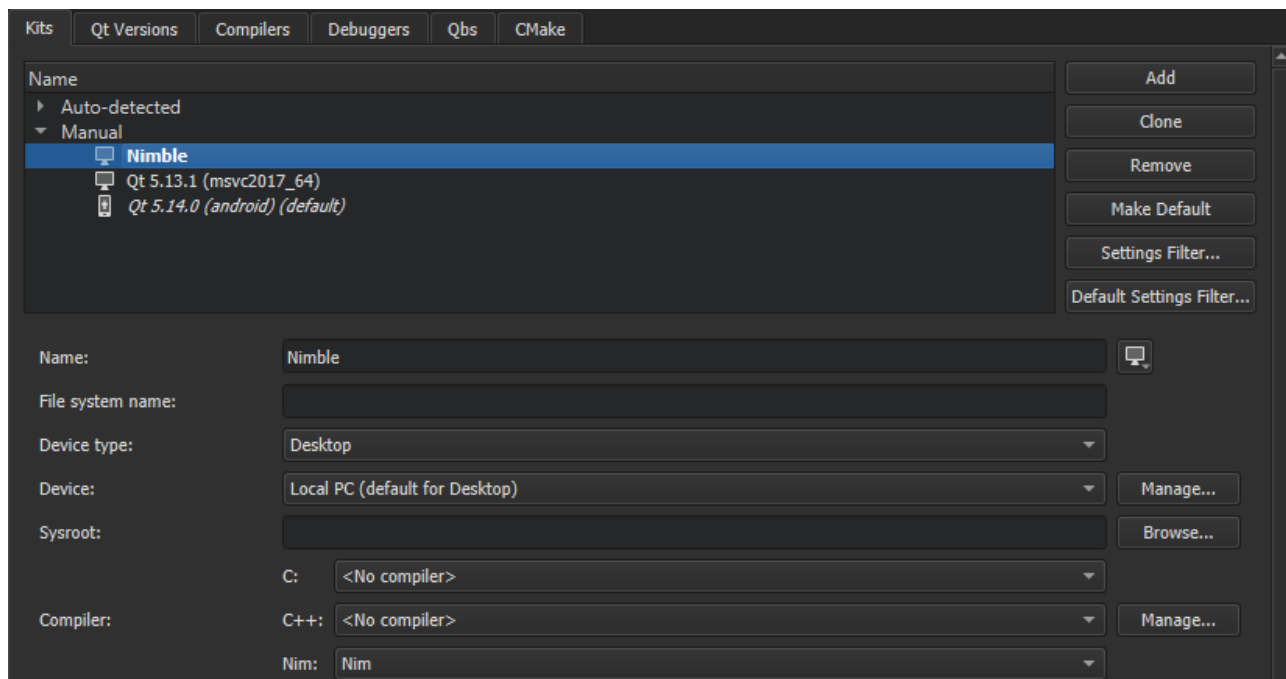 Kits Qt Versions Compilers Debuggers Qbs CMake
Name
Auto-detected
Manual
Nimble
Qt 5.13.1 (msvc2017_64)
Qt 5.14.0 (android) (default)
Add
Clone
Remove
Make Default
Settings Filter...
Default Settings Filter...
Name: Nimble
File system name:
Device type: Desktop
Device: Local PC (default for Desktop) Manage...
Sysroot: Browse...
C: <No compiler>
Compiler: C++: <No compiler> Manage...
Nim: Nim